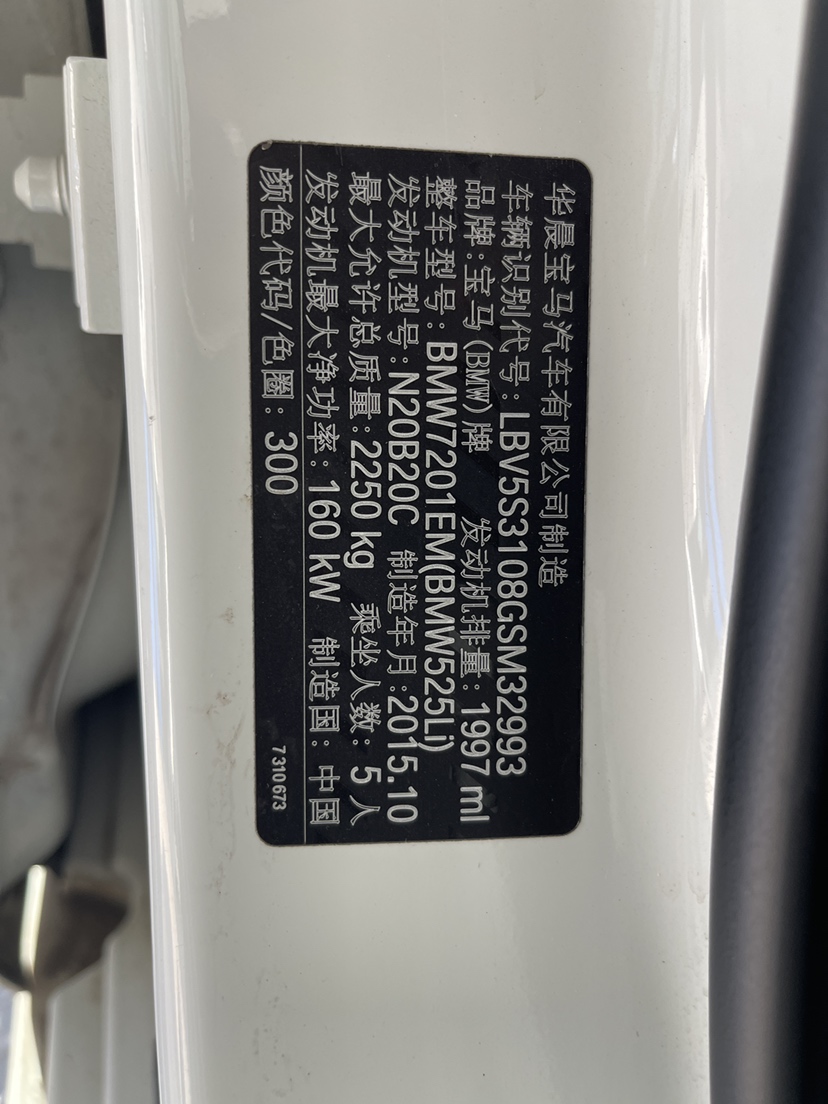 华晨宝马汽车有限公司制造
车辆识别代号:LBV5S3108GSM32993
品牌:宝马(BMW)牌 发动机排量:1997 ml
整车型号:BMW7201EM(BMW525Li)
发动机型号:N20B20C 制造年月:2015.10
最大允许总质量:2250 kg 乘坐人数:5 人
发动机最大净功率:160 kW 制造国:中国
颜色代码/色圈:300
7 310 673